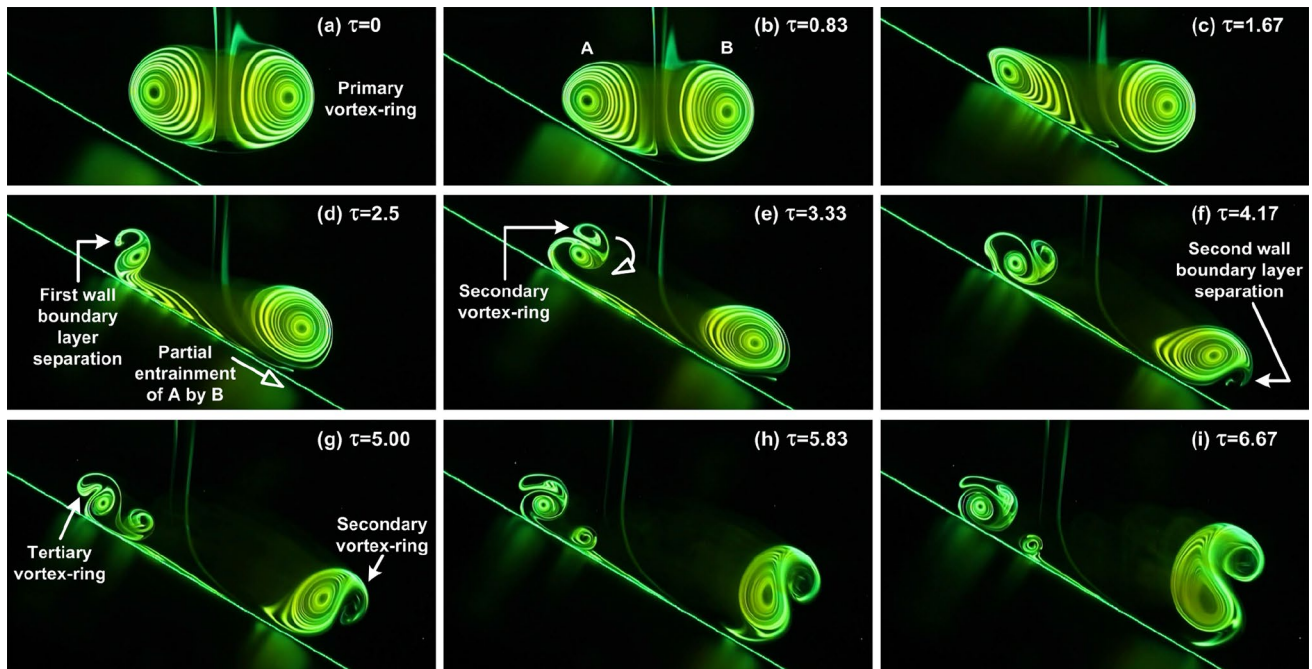 (a) τ=0
Primary
vortex-ring
(b) τ=0.83
A
B
(c) τ=1.67
(d) τ=2.5
First wall
boundary
layer
separation
Partial
entrainment
of A by B
(e) τ=3.33
Secondary
vortex-ring
(f) τ=4.17
Second wall
boundary layer
separation
(g) τ=5.00
Tertiary
vortex-ring
Secondary
vortex-ring
(h) τ=5.83
(i) τ=6.67